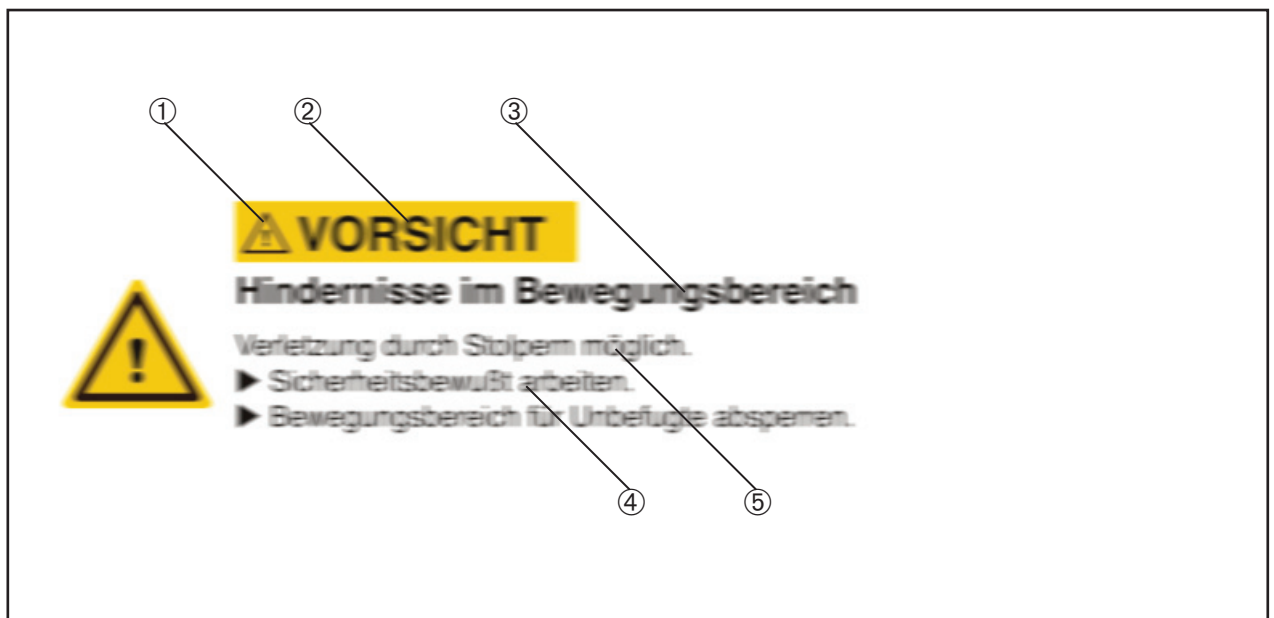 ① ② ③
VORSICHT
Hindernisse im Bewegungsbereich
Verletzung durch Stolpern möglich.
▶ Sicherheitsbewußt arbeiten.
▶ Bewegungsbereich für Unbefugte absperren.
④ ⑤